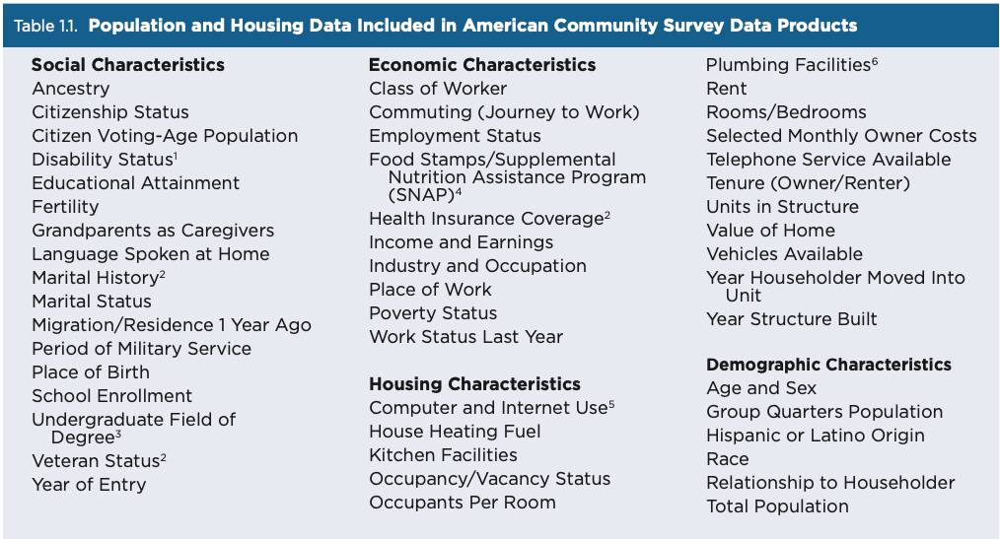 Table 1.1. Population and Housing Data Included in American Community Survey Data Products
Social Characteristics
Ancestry
Citizenship Status
Citizen Voting-Age Population
Disability Status¹
Educational Attainment
Fertility
Grandparents as Caregivers
Language Spoken at Home
Marital History²
Marital Status
Migration/Residence 1 Year Ago
Period of Military Service
Place of Birth
School Enrollment
Undergraduate Field of
Degree³
Veteran Status²
Year of Entry
Economic Characteristics
Class of Worker
Commuting (Journey to Work)
Employment Status
Food Stamps/Supplemental
Nutrition Assistance Program
(SNAP)⁴
Health Insurance Coverage²
Income and Earnings
Industry and Occupation
Place of Work
Poverty Status
Work Status Last Year
Housing Characteristics
Computer and Internet Use⁵
House Heating Fuel
Kitchen Facilities
Occupancy/Vacancy Status
Occupants Per Room
Plumbing Facilities⁶
Rent
Rooms/Bedrooms
Selected Monthly Owner Costs
Telephone Service Available
Tenure (Owner/Renter)
Units in Structure
Value of Home
Vehicles Available
Year Householder Moved Into
Unit
Year Structure Built
Demographic Characteristics
Age and Sex
Group Quarters Population
Hispanic or Latino Origin
Race
Relationship to Householder
Total Population